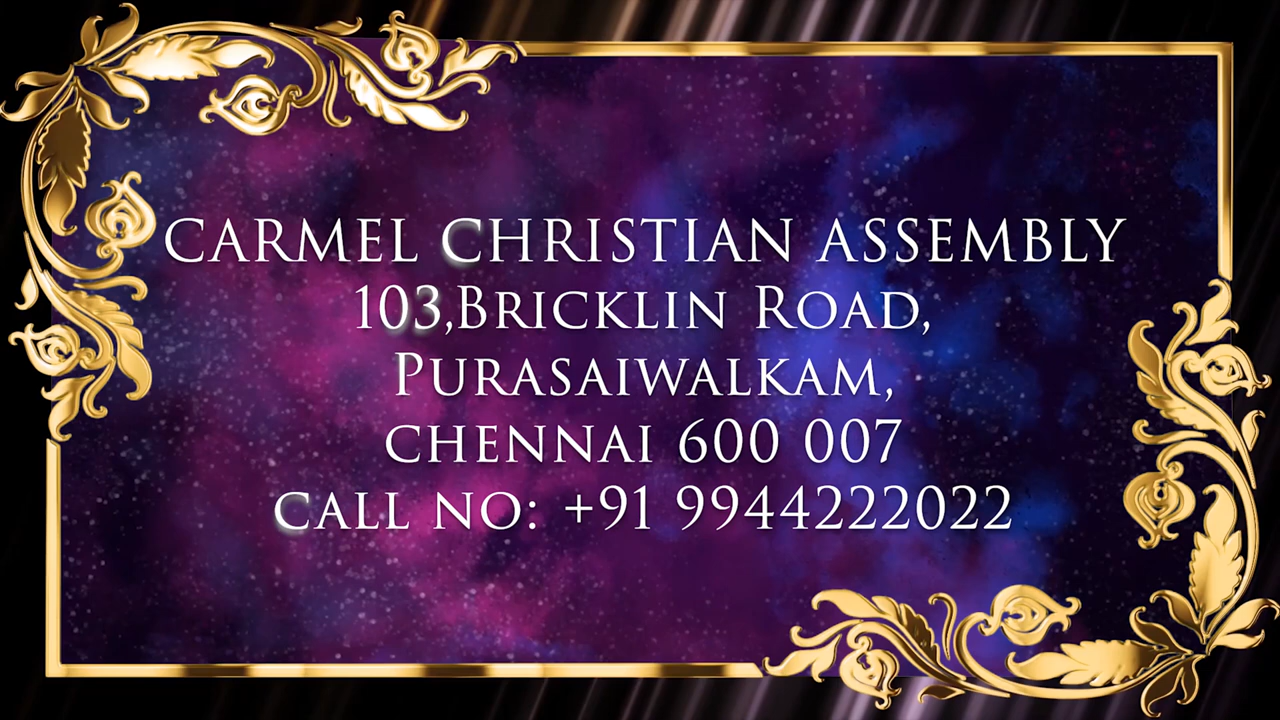 CARMEL CHRISTIAN ASSEMBLY
103,BRICKLIN ROAD,
PURASAIWALKAM,
CHENNAI 600 007
CALL NO: +91 9944222022